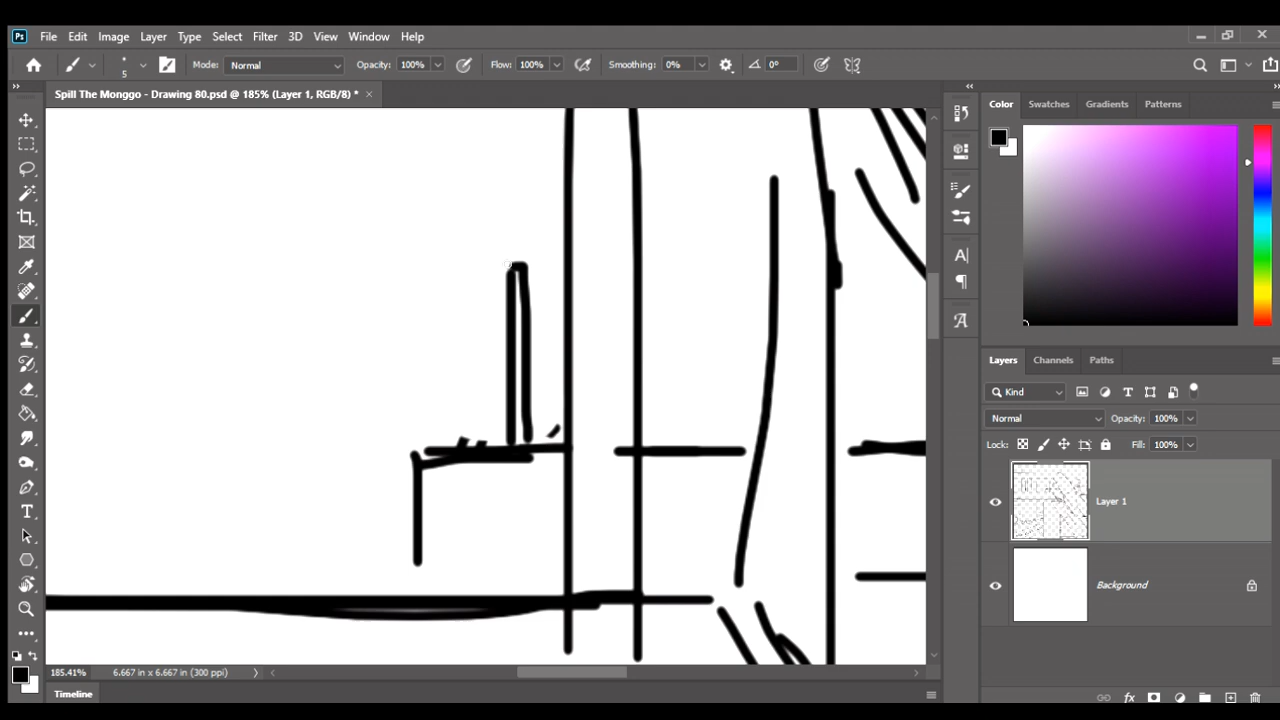 Ps File Edit Image Layer Type Select Filter 3D View Window Help
5 Mode: Normal Opacity: 100% Flow: 100% Smoothing: 0% 0°
Spill The Monggo - Drawing 80.psd @ 185% (Layer 1, RGB/8) * ×
Color Swatches Gradients Patterns
Layers Channels Paths
Kind
Normal Opacity: 100%
Lock: Fill: 100%
Layer 1
Background
185.41% 6.667 in x 6.667 in (300 ppi)
Timeline